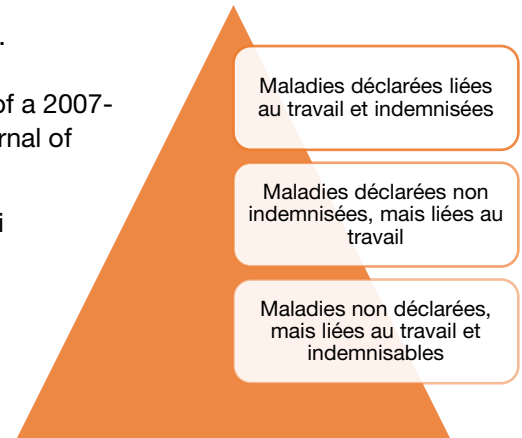 .
of a 2007-
rnal of
i
Maladies déclarées liées
au travail et indemnisées
Maladies déclarées non
indemnisées, mais liées au
travail
Maladies non déclarées,
mais liées au travail et
indemnisables